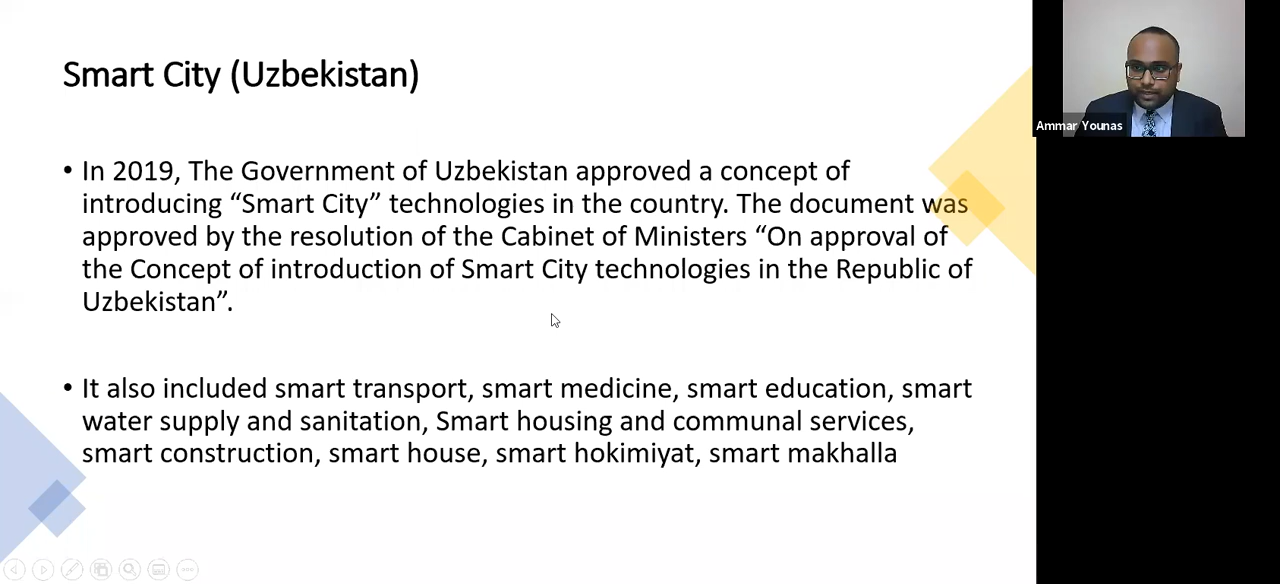 Smart City (Uzbekistan)
• In 2019, The Government of Uzbekistan approved a concept of
introducing “Smart City” technologies in the country. The document was
approved by the resolution of the Cabinet of Ministers “On approval of
the Concept of introduction of Smart City technologies in the Republic of
Uzbekistan”.
• It also included smart transport, smart medicine, smart education, smart
water supply and sanitation, Smart housing and communal services,
smart construction, smart house, smart hokimiyat, smart makhalla
Ammar Younas